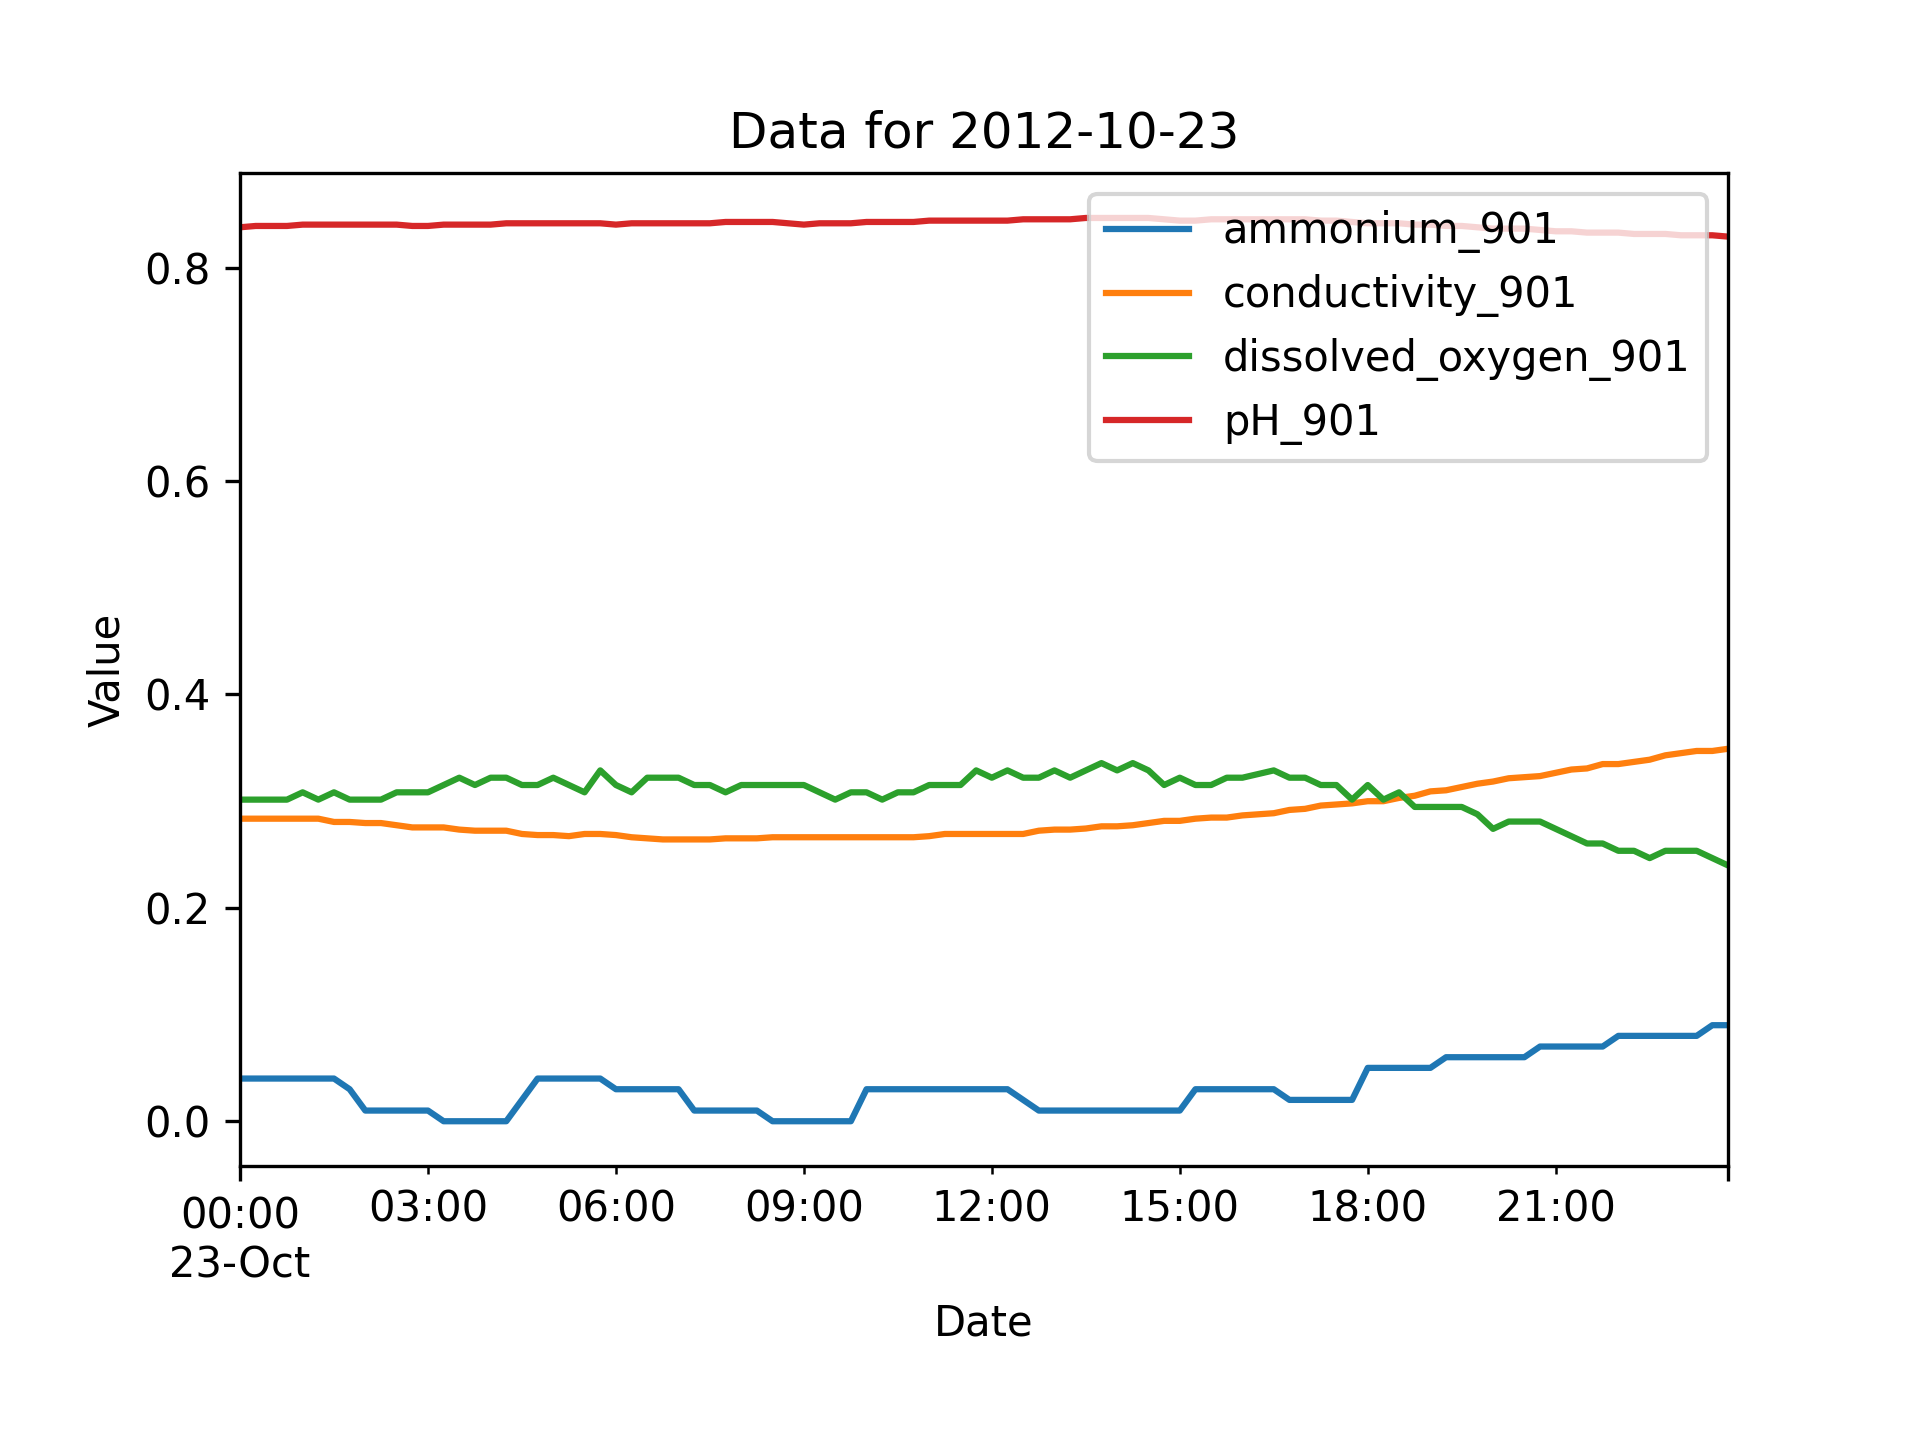 Data for 2012-10-23
ammonium_901
conductivity_901
dissolved_oxygen_901
pH_901
Value
0.8
0.6
0.4
0.2
0.0
00:00 03:00 06:00 09:00 12:00 15:00 18:00 21:00
23-Oct
Date